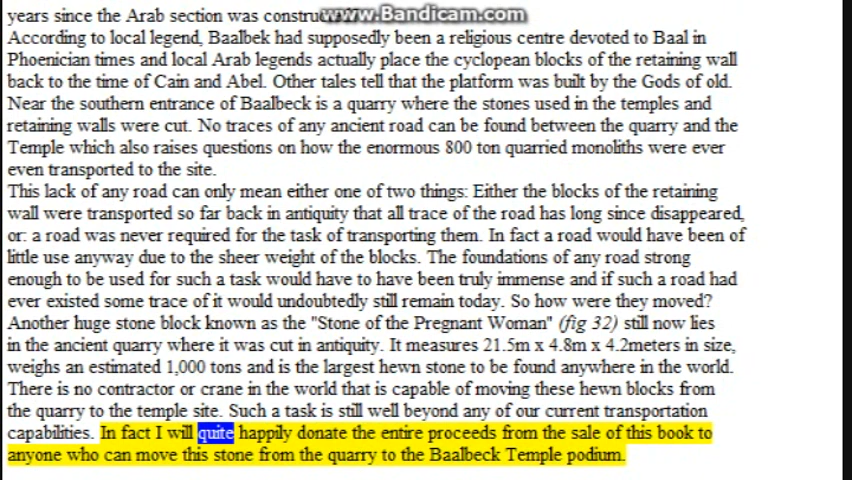 years since the Arab section was
www.Bandicam.com
According to local legend, Baalbek had supposedly been a religious centre devoted to Baal in
Phoenician times and local Arab legends actually place the cyclopean blocks of the retaining wall
back to the time of Cain and Abel. Other tales tell that the platform was built by the Gods of old.
Near the southern entrance of Baalbeck is a quarry where the stones used in the temples and
retaining walls were cut. No traces of any ancient road can be found between the quarry and the
Temple which also raises questions on how the enormous 800 ton quarried monoliths were ever
even transported to the site.
This lack of any road can only mean either one of two things: Either the blocks of the retaining
wall were transported so far back in antiquity that all trace of the road has long since disappeared,
or: a road was never required for the task of transporting them. In fact a road would have been of
little use anyway due to the sheer weight of the blocks. The foundations of any road strong
enough to be used for such a task would have to have been truly immense and if such a road had
ever existed some trace of it would undoubtedly still remain today. So how were they moved?
Another huge stone block known as the "Stone of the Pregnant Woman" (fig 32) still now lies
in the ancient quarry where it was cut in antiquity. It measures 21.5m x 4.8m x 4.2meters in size,
weighs an estimated 1,000 tons and is the largest hewn stone to be found anywhere in the world.
There is no contractor or crane in the world that is capable of moving these hewn blocks from
the quarry to the temple site. Such a task is still well beyond any of our current transportation
capabilities. In fact I will quite happily donate the entire proceeds from the sale of this book to
anyone who can move this stone from the quarry to the Baalbeck Temple podium.